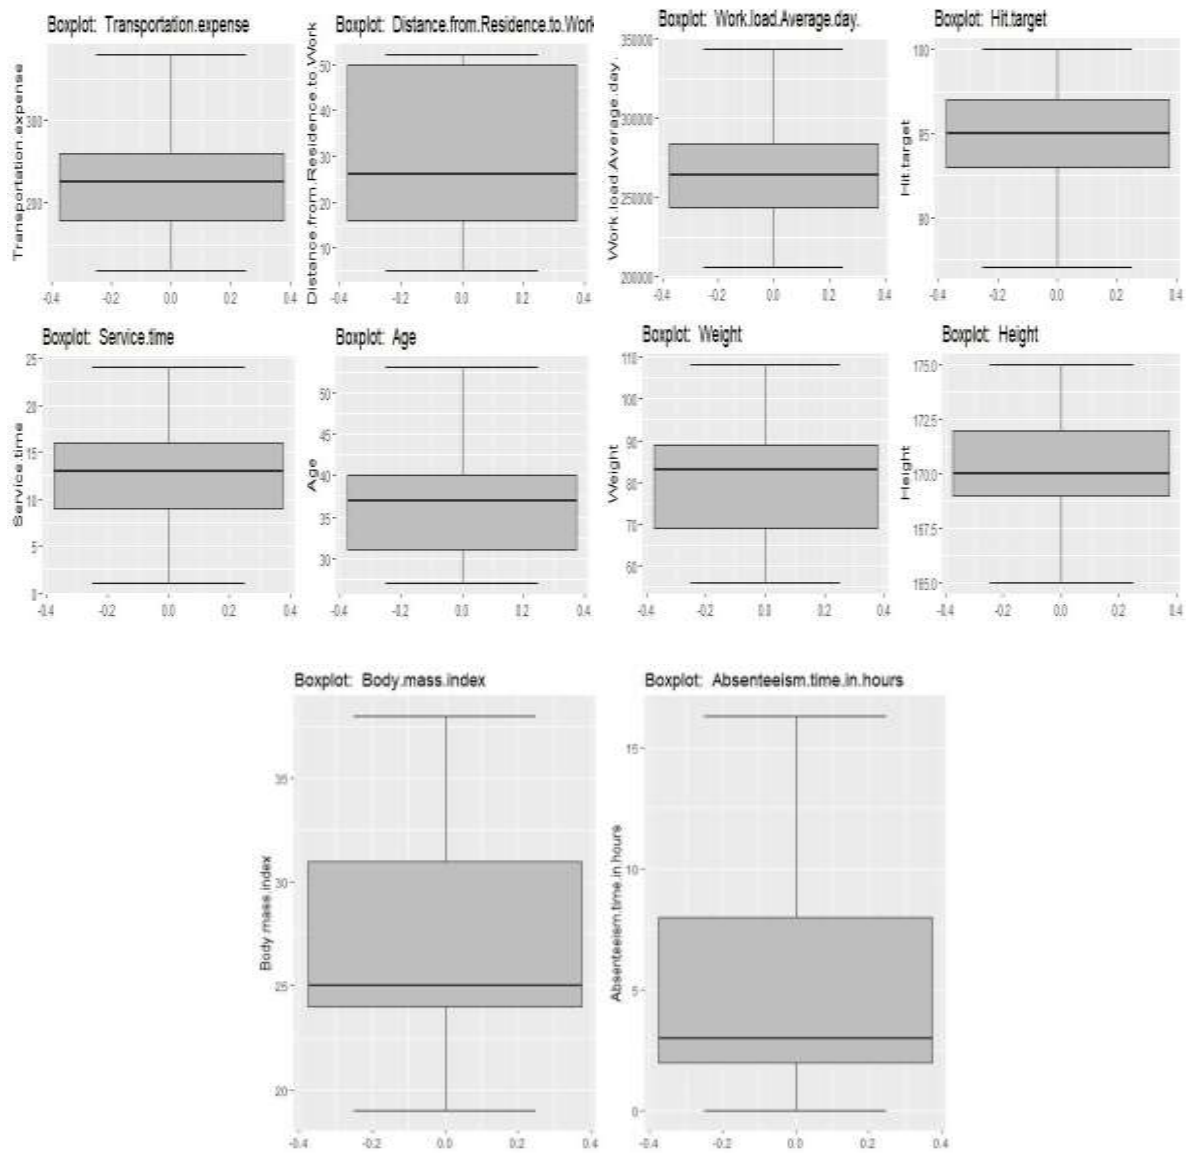 Boxplot: Transportation.expense
Transportation.expense
300
200
-0.4 -0.2 0.0 0.2 0.4
Boxplot: Distance.from.Residence.to.Work
Distance.from.Residence.to.Work
50
40
30
20
10
-0.4 -0.2 0.0 0.2 0.4
Boxplot: Work.load.Average.day.
Work.load.Average.day.
350000
300000
250000
200000
-0.4 -0.2 0.0 0.2 0.4
Boxplot: Hit.target
Hit.target
100
95
90
-0.4 -0.2 0.0 0.2 0.4
Boxplot: Service.time
Service.time
25
20
15
10
5
0
-0.4 -0.2 0.0 0.2 0.4
Boxplot: Age
Age
50
45
40
35
30
-0.4 -0.2 0.0 0.2 0.4
Boxplot: Weight
Weight
110
100
90
80
70
60
-0.4 -0.2 0.0 0.2 0.4
Boxplot: Height
Height
175.0
172.5
170.0
167.5
165.0
-0.4 -0.2 0.0 0.2 0.4
Boxplot: Body.mass.index
Body.mass.index
35
30
25
20
-0.4 -0.2 0.0 0.2 0.4
Boxplot: Absenteeism.time.in.hours
Absenteeism.time.in.hours
15
10
5
0
-0.4 -0.2 0.0 0.2 0.4